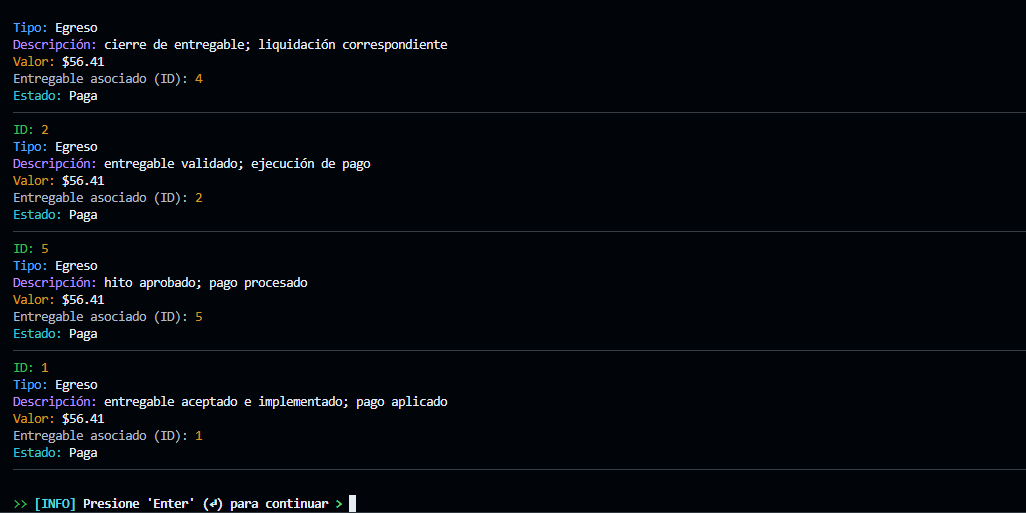 Tipo: Egreso
Descripción: cierre de entregable; liquidación correspondiente
Valor: $56.41
Entregable asociado (ID): 4
Estado: Paga
ID: 2
Tipo: Egreso
Descripción: entregable validado; ejecución de pago
Valor: $56.41
Entregable asociado (ID): 2
Estado: Paga
ID: 5
Tipo: Egreso
Descripción: hito aprobado; pago procesado
Valor: $56.41
Entregable asociado (ID): 5
Estado: Paga
ID: 1
Tipo: Egreso
Descripción: entregable aceptado e implementado; pago aplicado
Valor: $56.41
Entregable asociado (ID): 1
Estado: Paga
>> [INFO] Presione 'Enter' (⏎) para continuar >